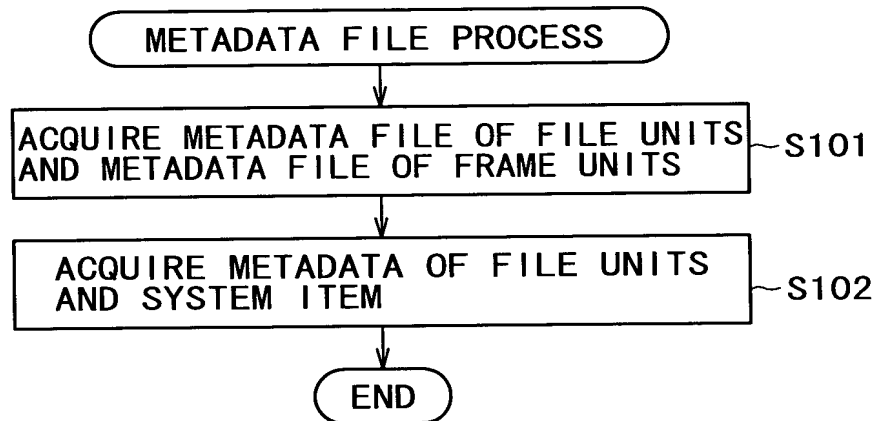 METADATA FILE PROCESS
ACQUIRE METADATA FILE OF FILE UNITS
AND METADATA FILE OF FRAME UNITS
S101
ACQUIRE METADATA OF FILE UNITS
AND SYSTEM ITEM
S102
END